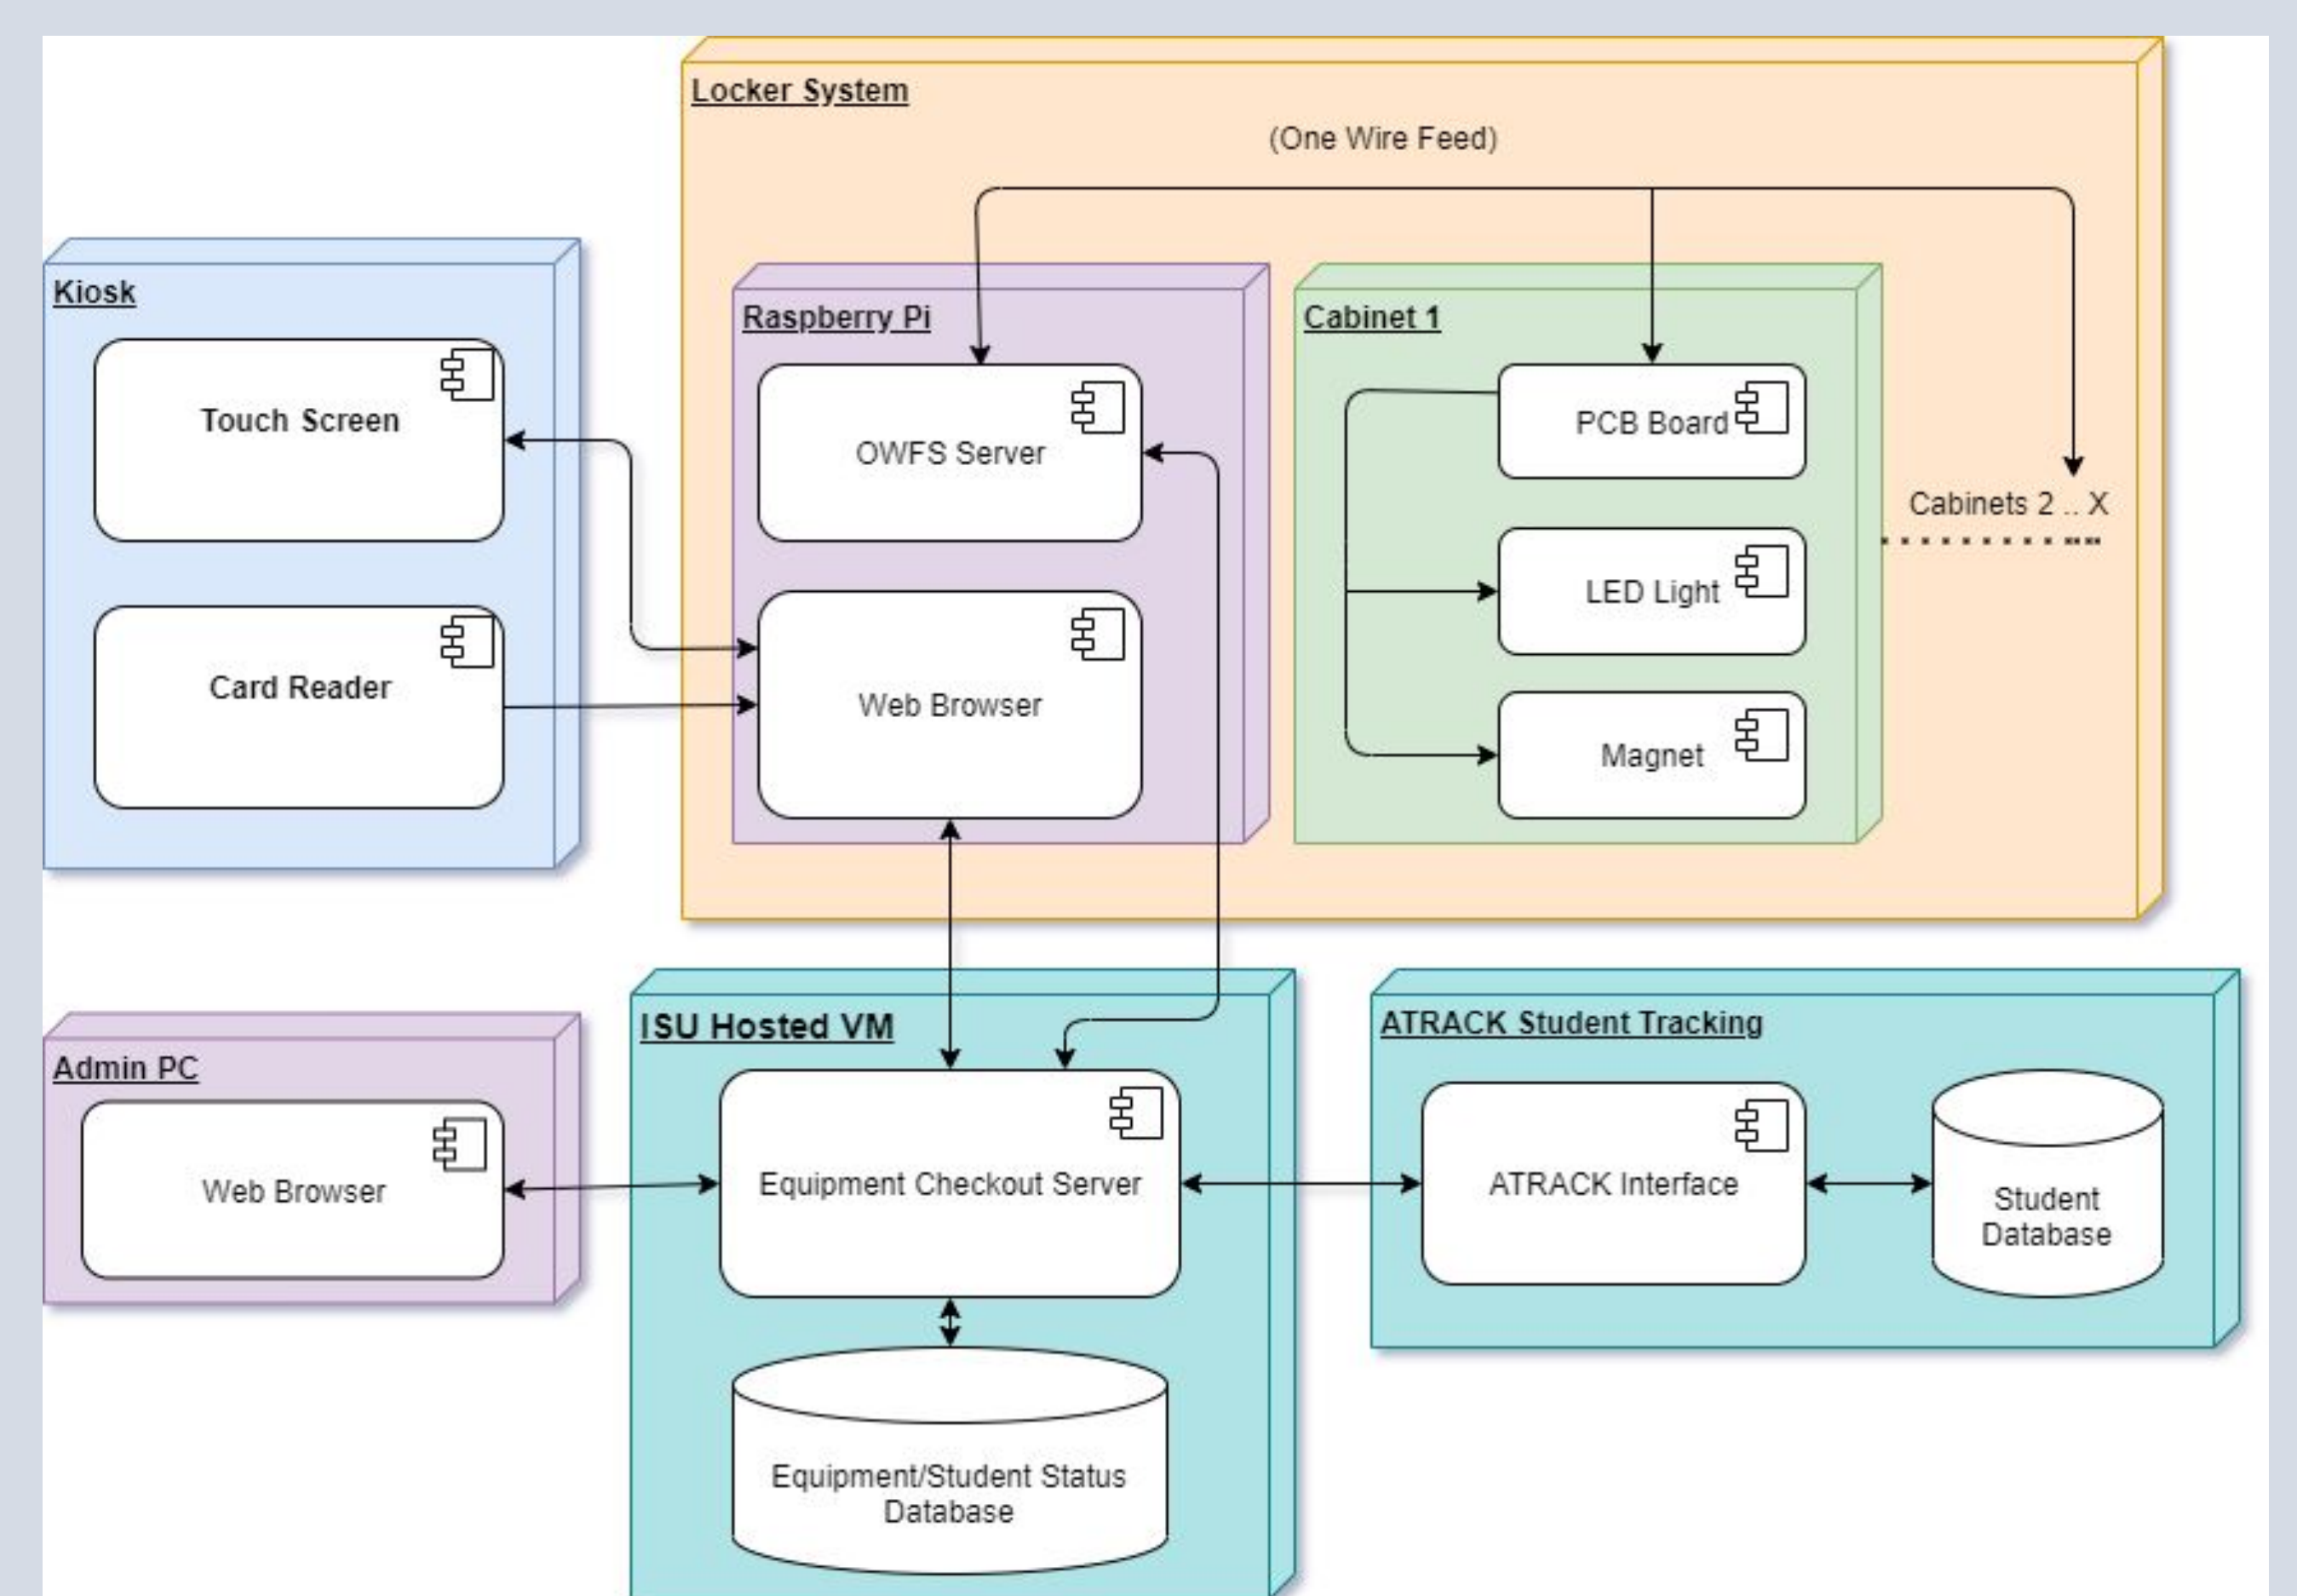 Locker System
(One Wire Feed)
Kiosk
Touch Screen
Card Reader
Raspberry Pi
OWFS Server
Web Browser
Cabinet 1
PCB Board
LED Light
Magnet
Cabinets 2 .. X
Admin PC
Web Browser
ISU Hosted VM
Equipment Checkout Server
Equipment/Student Status
Database
ATRACK Student Tracking
ATRACK Interface
Student
Database